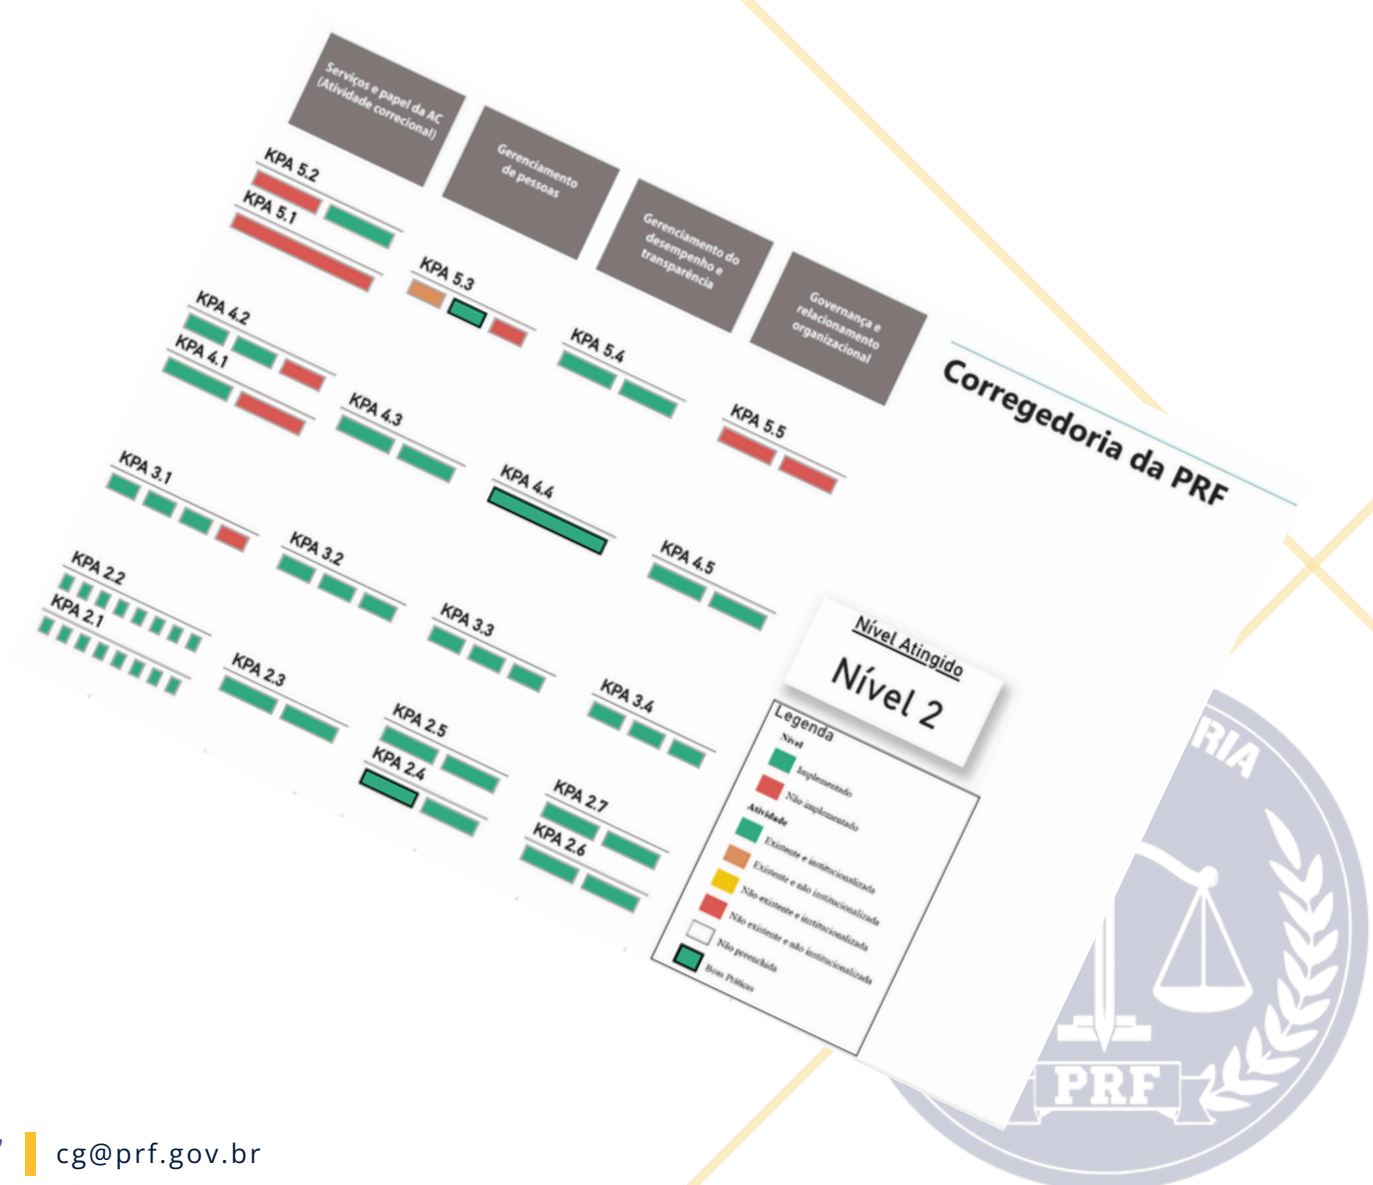 Serviços e papel da AC
(Atividade correcional)
Gerenciamento
de pessoas
Gerenciamento do
desempenho e
transparência
Governança e
relacionamento
organizacional
Corregedoria da PRF
KPA 5.2
KPA 5.1
KPA 5.3
KPA 5.4
KPA 5.5
KPA 4.2
KPA 4.1
KPA 4.3
KPA 4.4
KPA 4.5
KPA 3.1
KPA 3.2
KPA 3.3
KPA 3.4
KPA 2.2
KPA 2.1
KPA 2.3
KPA 2.5
KPA 2.4
KPA 2.7
KPA 2.6
Nível Atingido
Nível 2
Legenda
Nível
Implementado
Não implementado
Atividade
Existente e institucionalizada
Existente e não institucionalizada
Não existente e institucionalizada
Não existente e não institucionalizada
Não preenchida
Boas Práticas
RIA
PRF
cg@prf.gov.br